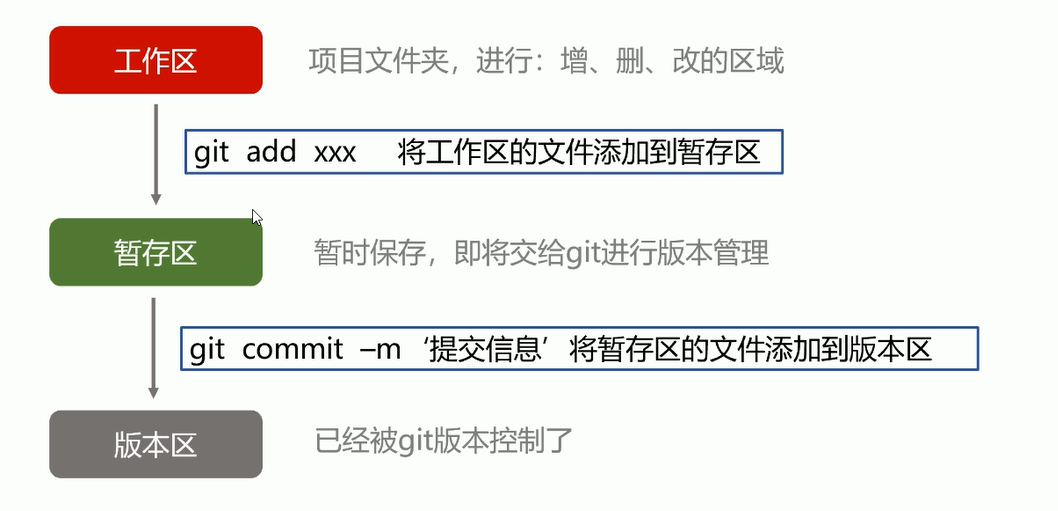 工作区
项目文件夹，进行：增、删、改的区域
git add xxx 将工作区的文件添加到暂存区
暂存区
暂时保存，即将交给git进行版本管理
git commit –m ‘提交信息’ 将暂存区的文件添加到版本区
版本区
已经被git版本控制了